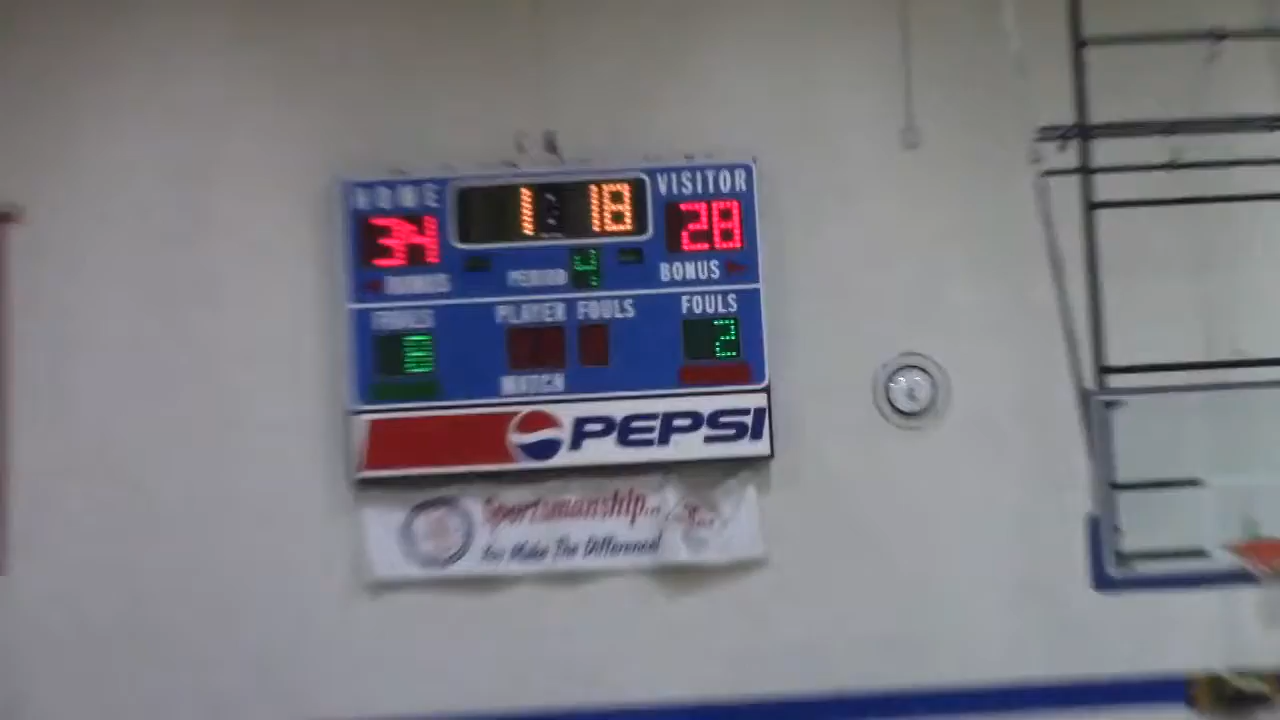 HOME 1:18 VISITOR
34 28
BONUS PERIOD BONUS
FOULS PLAYER FOULS FOULS
2
MATCH
PEPSI
Sportsmanship...
You Make The Difference!